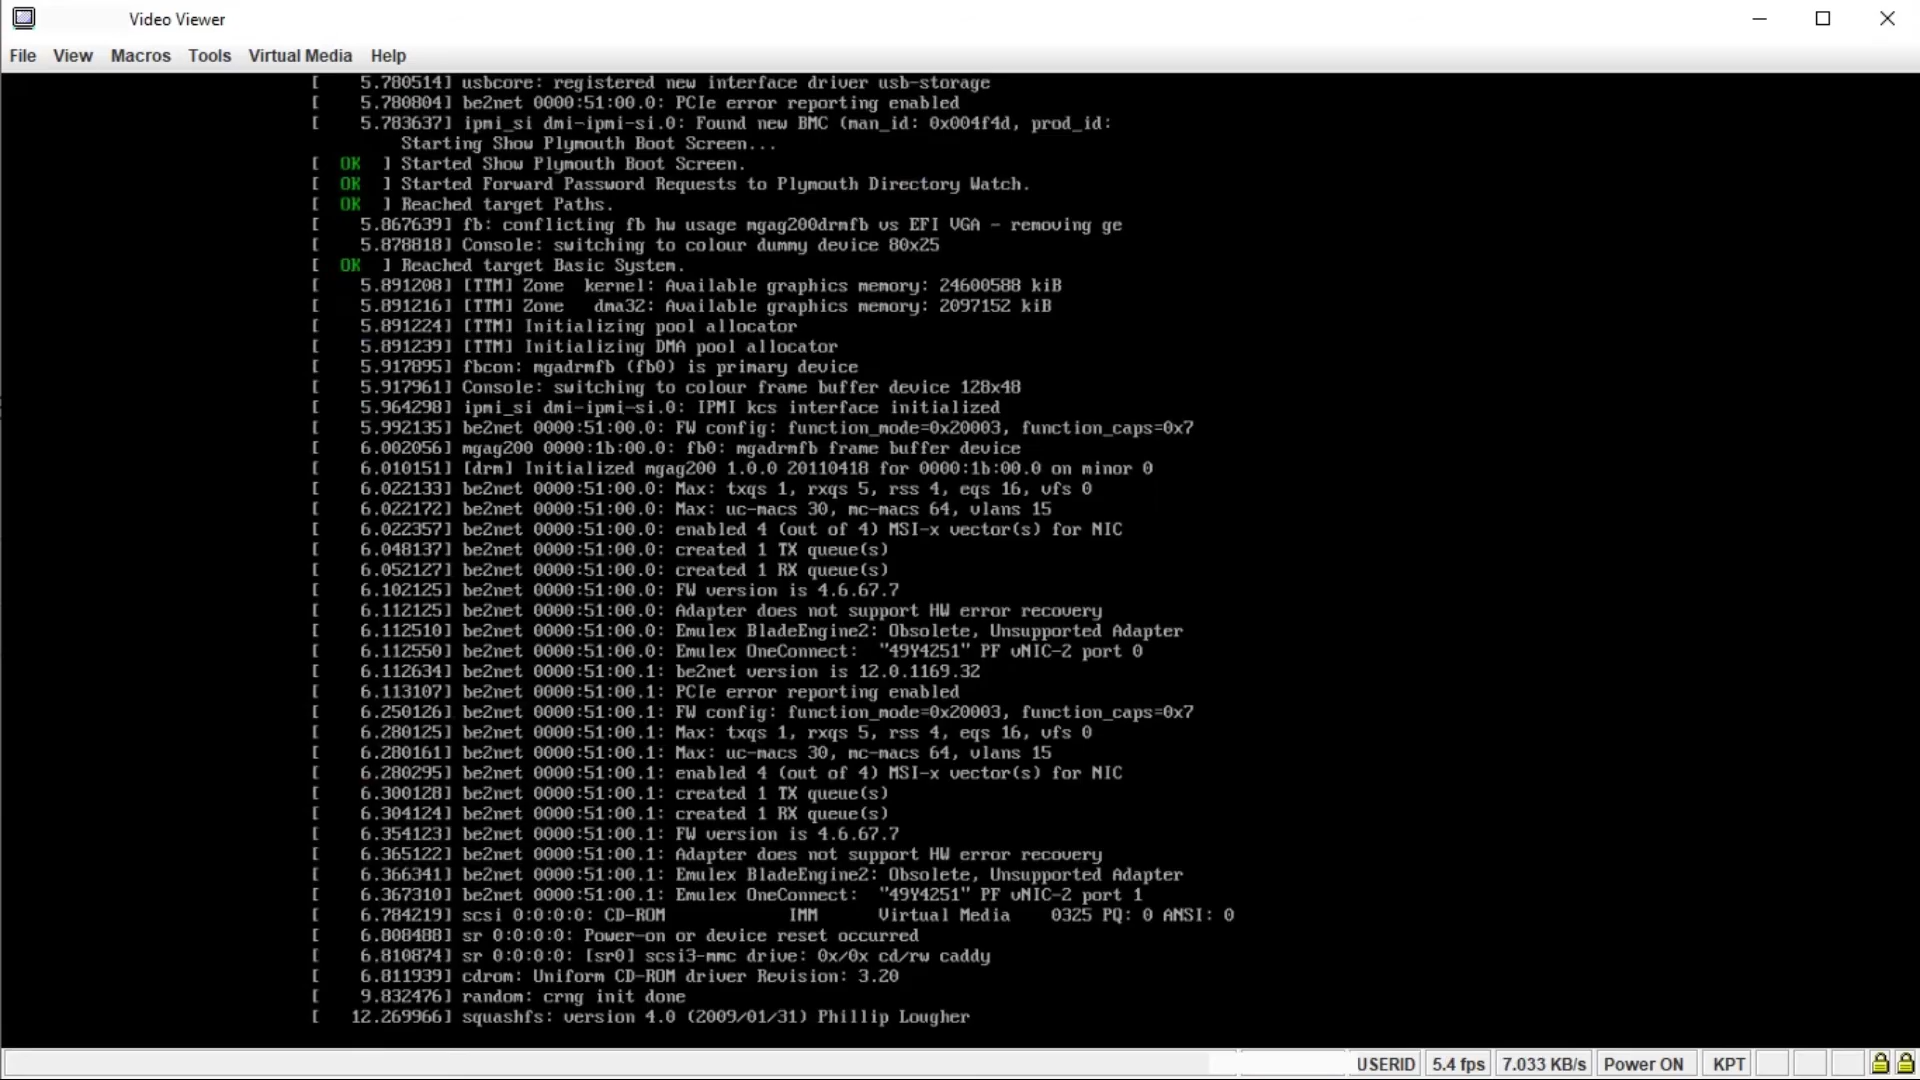 Video Viewer
File View Macros Tools Virtual Media Help
[ 5.780514] usbcore: registered new interface driver usb-storage
[ 5.780804] be2net 0000:51:00.0: PCIe error reporting enabled
[ 5.783637] ipmi_si dmi-ipmi-si.0: Found new BMC (man_id: 0x004f4d, prod_id:
Starting Show Plymouth Boot Screen...
[ OK ] Started Show Plymouth Boot Screen.
[ OK ] Started Forward Password Requests to Plymouth Directory Watch.
[ OK ] Reached target Paths.
[ 5.867639] fb: conflicting fb hw usage mgag200drmfb vs EFI VGA - removing ge
[ 5.878818] Console: switching to colour dummy device 80x25
[ OK ] Reached target Basic System.
[ 5.891208] [TTM] Zone kernel: Available graphics memory: 24600588 kiB
[ 5.891216] [TTM] Zone dma32: Available graphics memory: 2097152 kiB
[ 5.891224] [TTM] Initializing pool allocator
[ 5.891239] [TTM] Initializing DMA pool allocator
[ 5.917895] fbcon: mgadrmfb (fb0) is primary device
[ 5.917961] Console: switching to colour frame buffer device 128x48
[ 5.964298] ipmi_si dmi-ipmi-si.0: IPMI kcs interface initialized
[ 5.992135] be2net 0000:51:00.0: FW config: function_mode=0x20003, function_caps=0x7
[ 6.002056] mgag200 0000:1b:00.0: fb0: mgadrmfb frame buffer device
[ 6.010151] [drm] Initialized mgag200 1.0.0 20110418 for 0000:1b:00.0 on minor 0
[ 6.022133] be2net 0000:51:00.0: Max: txqs 1, rxqs 5, rss 4, eqs 16, vfs 0
[ 6.022172] be2net 0000:51:00.0: Max: uc-macs 30, mc-macs 64, vlans 15
[ 6.022357] be2net 0000:51:00.0: enabled 4 (out of 4) MSI-x vector(s) for NIC
[ 6.048137] be2net 0000:51:00.0: created 1 TX queue(s)
[ 6.052127] be2net 0000:51:00.0: created 1 RX queue(s)
[ 6.102125] be2net 0000:51:00.0: FW version is 4.6.67.7
[ 6.112125] be2net 0000:51:00.0: Adapter does not support HW error recovery
[ 6.112510] be2net 0000:51:00.0: Emulex BladeEngine2: Obsolete, Unsupported Adapter
[ 6.112550] be2net 0000:51:00.0: Emulex OneConnect: "49Y4251" PF vNIC-2 port 0
[ 6.112634] be2net 0000:51:00.1: be2net version is 12.0.1169.32
[ 6.113107] be2net 0000:51:00.1: PCIe error reporting enabled
[ 6.250126] be2net 0000:51:00.1: FW config: function_mode=0x20003, function_caps=0x7
[ 6.280125] be2net 0000:51:00.1: Max: txqs 1, rxqs 5, rss 4, eqs 16, vfs 0
[ 6.280161] be2net 0000:51:00.1: Max: uc-macs 30, mc-macs 64, vlans 15
[ 6.280295] be2net 0000:51:00.1: enabled 4 (out of 4) MSI-x vector(s) for NIC
[ 6.300128] be2net 0000:51:00.1: created 1 TX queue(s)
[ 6.304124] be2net 0000:51:00.1: created 1 RX queue(s)
[ 6.354123] be2net 0000:51:00.1: FW version is 4.6.67.7
[ 6.365122] be2net 0000:51:00.1: Adapter does not support HW error recovery
[ 6.366341] be2net 0000:51:00.1: Emulex BladeEngine2: Obsolete, Unsupported Adapter
[ 6.367310] be2net 0000:51:00.1: Emulex OneConnect: "49Y4251" PF vNIC-2 port 1
[ 6.784219] scsi 0:0:0:0: CD-ROM IMM Virtual Media 0325 PQ: 0 ANSI: 0
[ 6.808488] sr 0:0:0:0: Power-on or device reset occurred
[ 6.810874] sr 0:0:0:0: [sr0] scsi3-mmc drive: 0x/0x cd/rw caddy
[ 6.811939] cdrom: Uniform CD-ROM driver Revision: 3.20
[ 9.832476] random: crng init done
[ 12.269966] squashfs: version 4.0 (2009/01/31) Phillip Lougher
USERID 5.4 fps 7.033 KB/s Power ON KPT